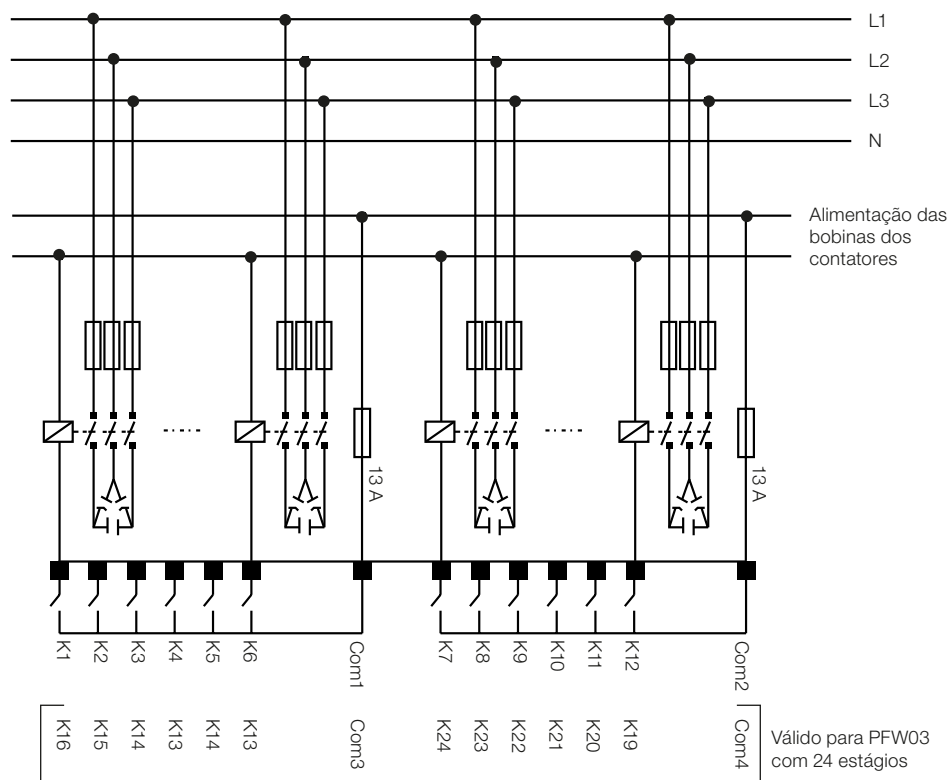 L1
L2
L3
N
Alimentação das
bobinas dos
contatores
13 A
13 A
K1
K2
K3
K4
K5
K6
Com1
K7
K8
K9
K10
K11
K12
Com2
K16
K15
K14
K13
K14
K13
Com3
K24
K23
K22
K21
K20
K19
Com4
Válido para PFW03
com 24 estágios